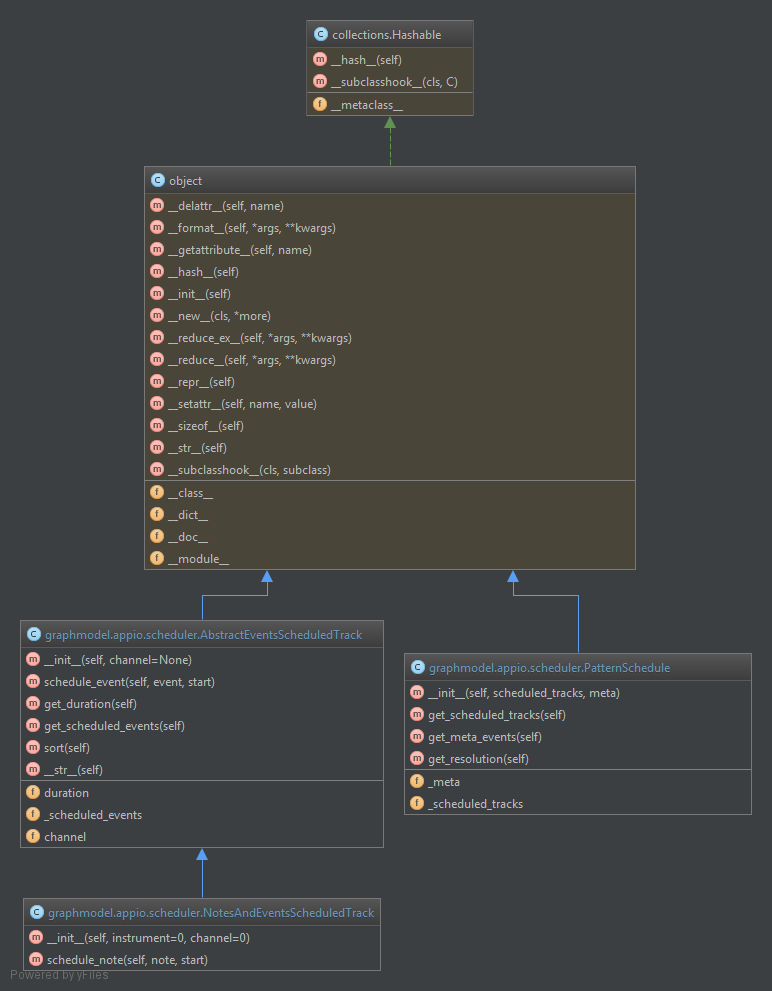 collections.Hashable
__hash__(self)
__subclasshook__(cls, C)
__metaclass__
object
__delattr__(self, name)
__format__(self, *args, **kwargs)
__getattribute__(self, name)
__hash__(self)
__init__(self)
__new__(cls, *more)
__reduce_ex__(self, *args, **kwargs)
__reduce__(self, *args, **kwargs)
__repr__(self)
__setattr__(self, name, value)
__sizeof__(self)
__str__(self)
__subclasshook__(cls, subclass)
__class__
__dict__
__doc__
__module__
graphmodel.appio.scheduler.AbstractEventsScheduledTrack
__init__(self, channel=None)
schedule_event(self, event, start)
get_duration(self)
get_scheduled_events(self)
sort(self)
__str__(self)
duration
_scheduled_events
channel
graphmodel.appio.scheduler.PatternSchedule
__init__(self, scheduled_tracks, meta)
get_scheduled_tracks(self)
get_meta_events(self)
get_resolution(self)
_meta
_scheduled_tracks
graphmodel.appio.scheduler.NotesAndEventsScheduledTrack
__init__(self, instrument=0, channel=0)
schedule_note(self, note, start)
Powered by yFiles